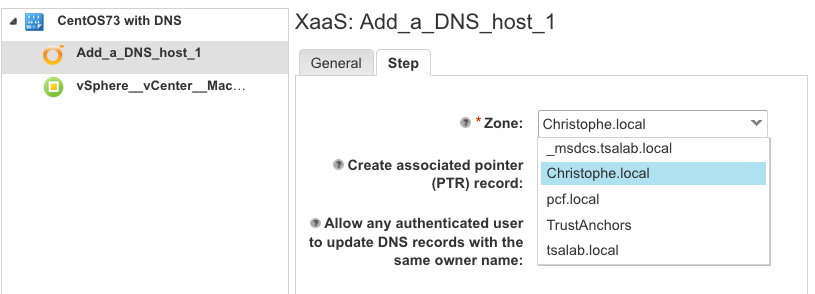 CentOS73 with DNS
Add_a_DNS_host_1
vSphere__vCenter__Mac...
XaaS: Add_a_DNS_host_1
General
Step
* Zone:
Christophe.local
_msdcs.tsalab.local
Christophe.local
pcf.local
TrustAnchors
tsalab.local
Create associated pointer
(PTR) record:
Allow any authenticated user
to update DNS records with the
same owner name: